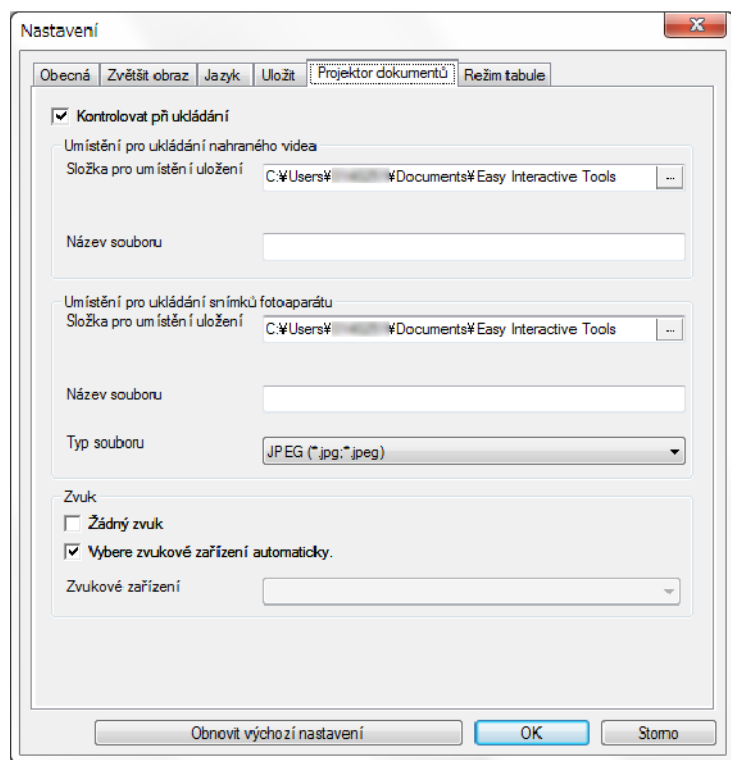 Nastavení
Obecná Zvětšit obraz Jazyk Uložit Projektor dokumentů Režim tabule
Kontrolovat při ukládání
Umístění pro ukládání nahraného videa
Složka pro umístění uložení C:¥Users¥ ¥Documents¥Easy Interactive Tools ...
Název souboru
Umístění pro ukládání snímků fotoaparátu
Složka pro umístění uložení C:¥Users¥ ¥Documents¥Easy Interactive Tools ...
Název souboru
Typ souboru JPEG (*.jpg;*.jpeg)
Zvuk
Žádný zvuk
Vybere zvukové zařízení automaticky.
Zvukové zařízení
Obnovit výchozí nastavení OK Storno